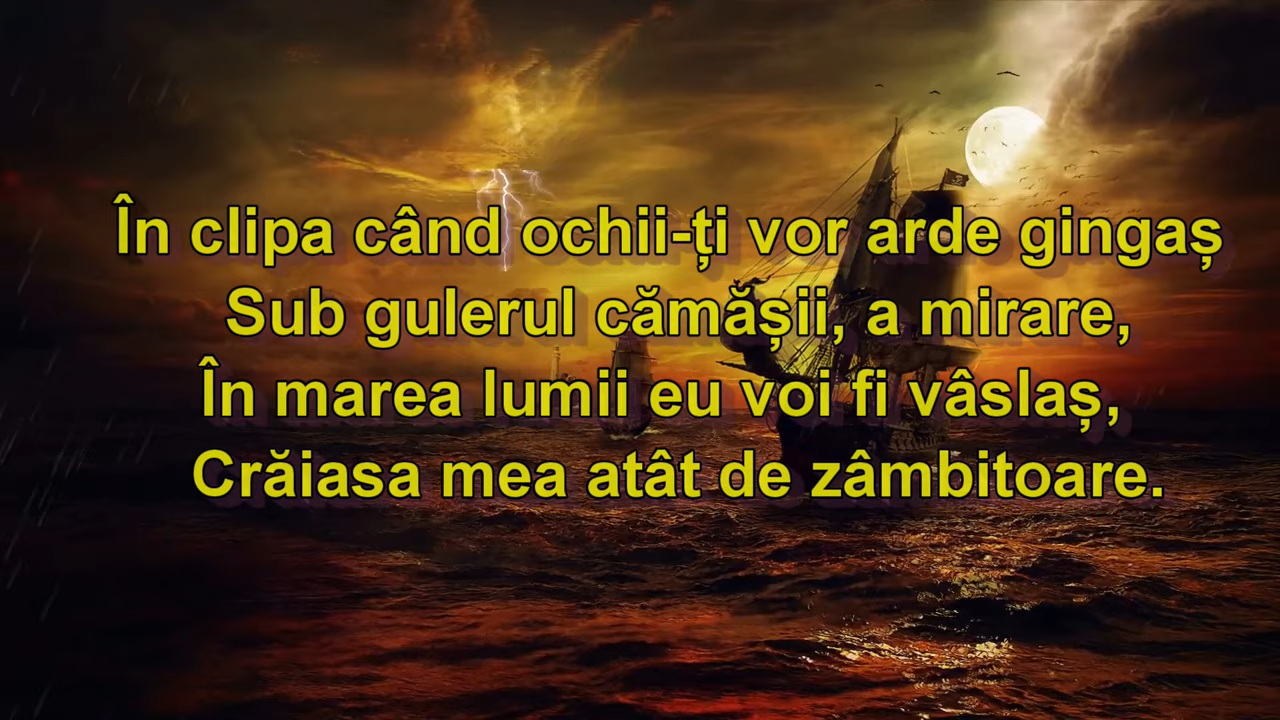 În clipa când ochii-ți vor arde gingaș
Sub gulerul cămășii, a mirare,
În marea lumii eu voi fi vâslaș,
Crăiasa mea atât de zâmbitoare.